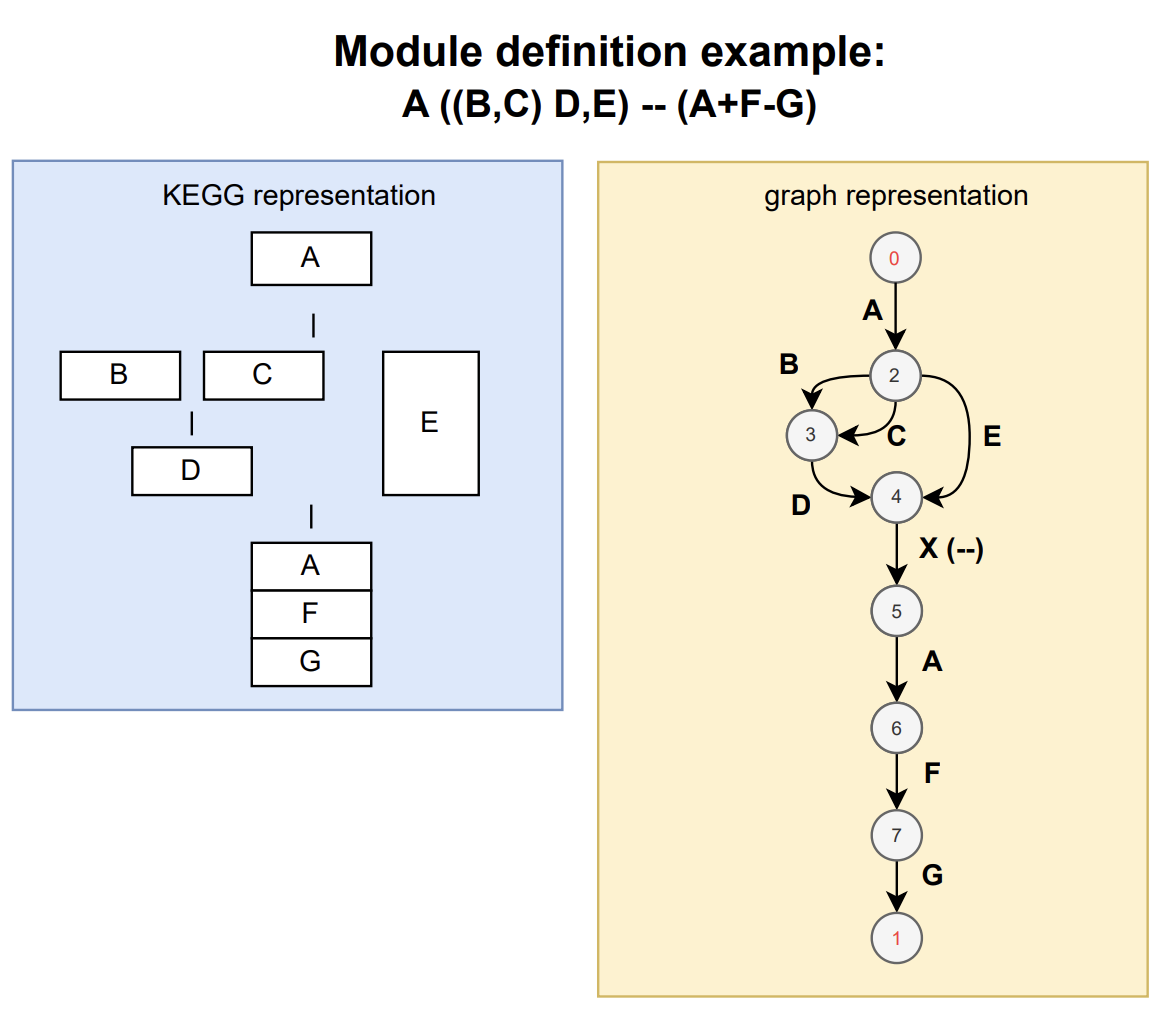 Module definition example:
A ((B,C) D,E) -- (A+F-G)
KEGG representation
A
B
C
E
D
A
F
G
graph representation
0
A
B
2
3
C
E
D
4
X (--)
5
A
6
F
7
G
1